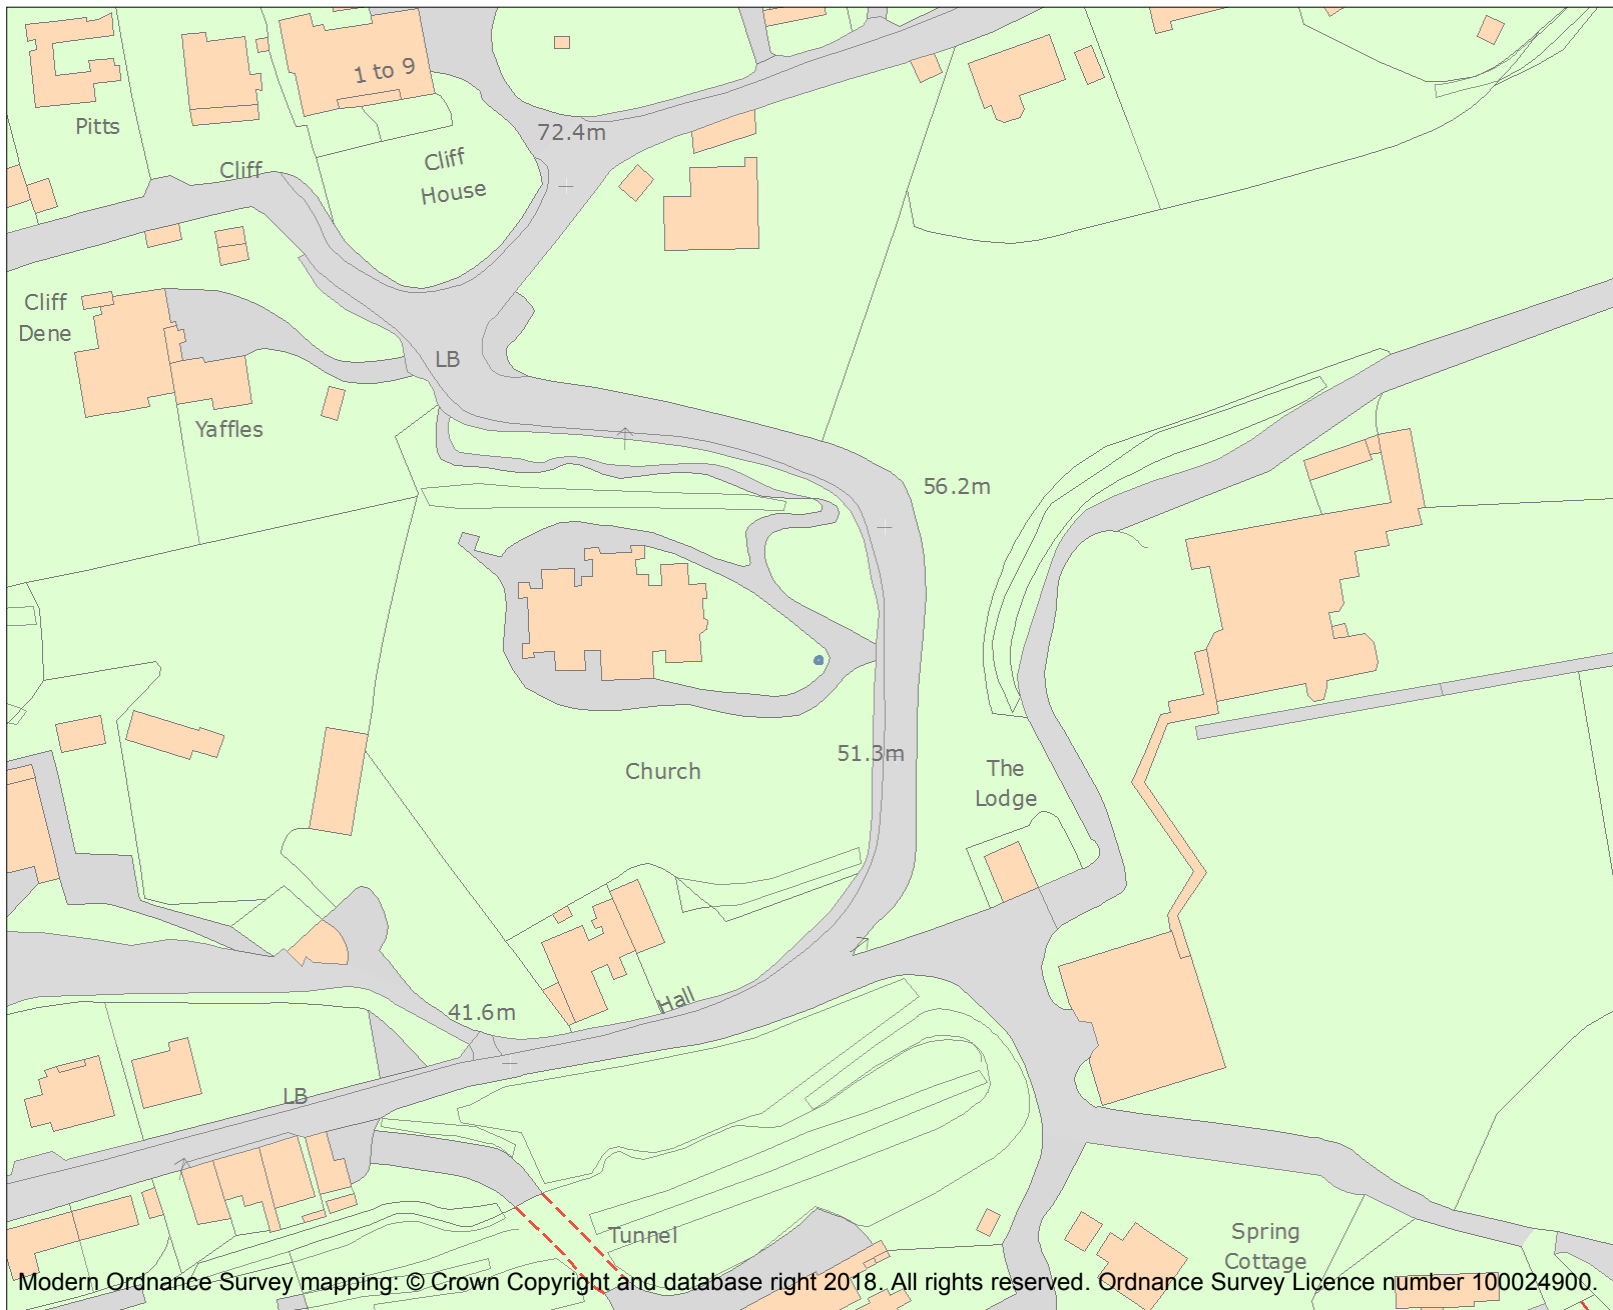 1 to 9
Pitts
72.4m
Cliff
Cliff
House
Cliff
Dene
LB
Yaffles
56.2m
51.3m
Church
The
Lodge
Hall
41.6m
LB
Tunnel
Spring
Cottage
Modern Ordnance Survey mapping: © Crown Copyright and database right 2018. All rights reserved. Ordnance Survey Licence number 100024900.